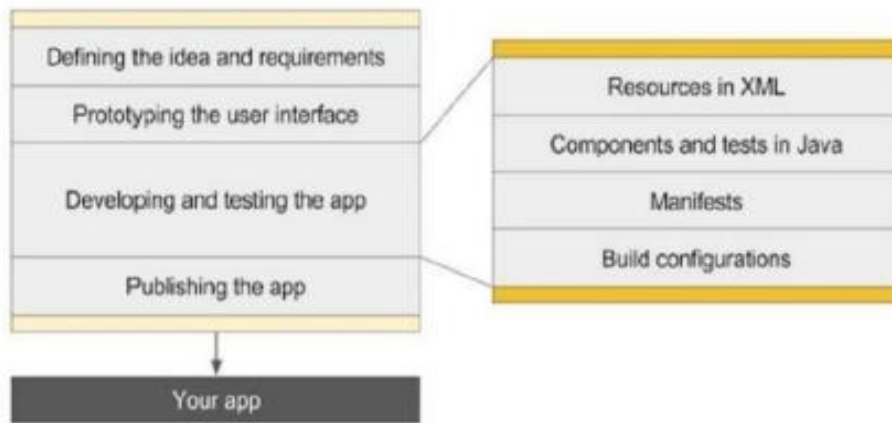 Defining the idea and requirements
Prototyping the user interface
Developing and testing the app
Publishing the app
Your app
Resources in XML
Components and tests in Java
Manifests
Build configurations